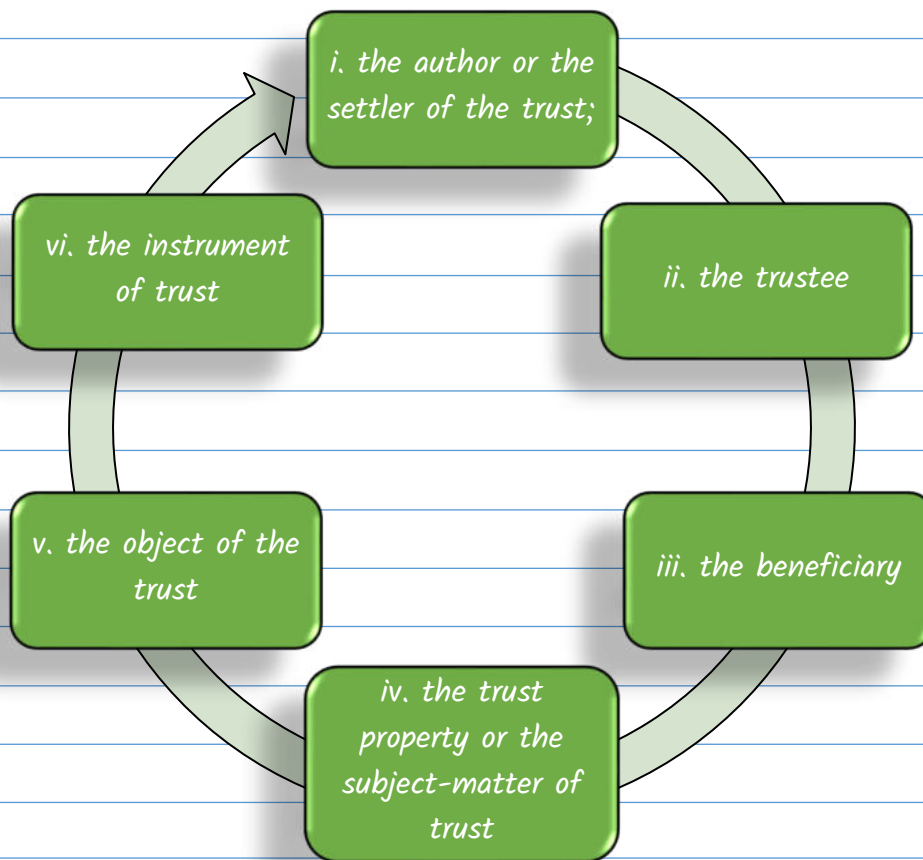 i. the author or the
settler of the trust;
ii. the trustee
iii. the beneficiary
iv. the trust
property or the
subject-matter of
trust
v. the object of the
trust
vi. the instrument
of trust